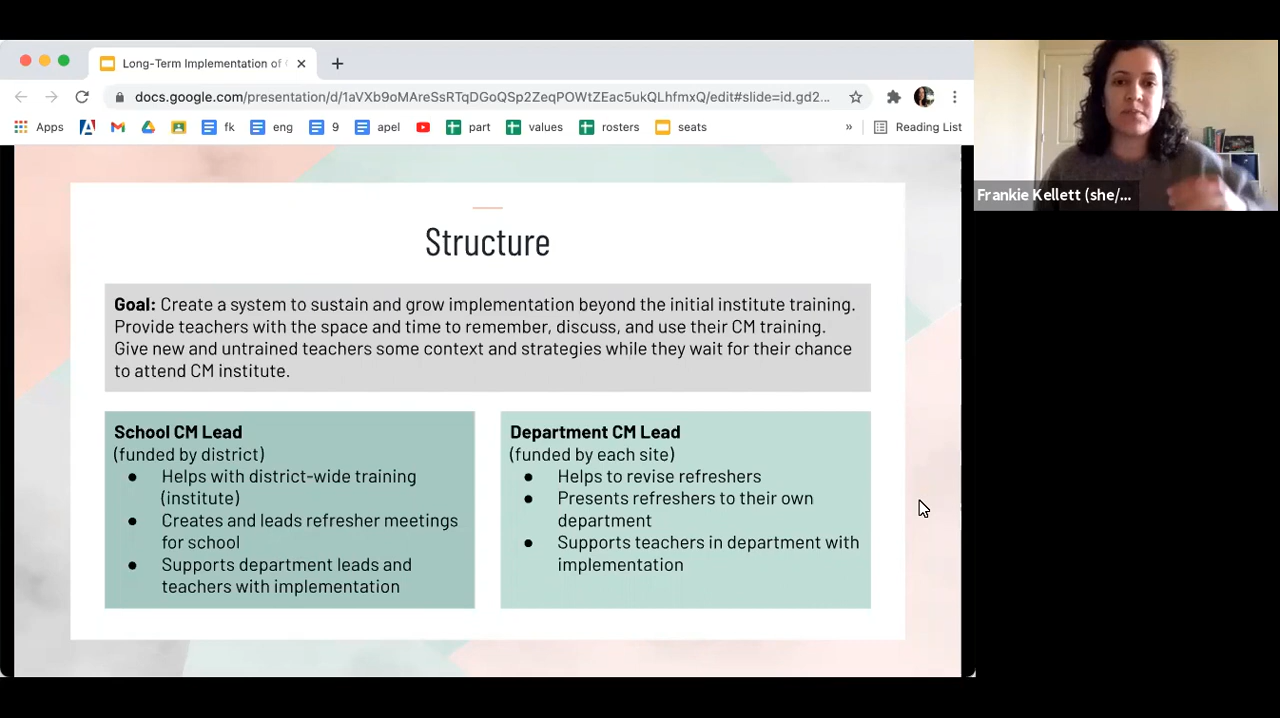 Long-Term Implementation of
docs.google.com/presentation/d/1aVXb9oMAreSsRTqDGoQSp2ZeqPOWtZEac5ukQLhfmxQ/edit#slide=id.gd2...
Apps fk eng 9 apel part values rosters seats » Reading List
Frankie Kellett (she/...
Structure
Goal: Create a system to sustain and grow implementation beyond the initial institute training.
Provide teachers with the space and time to remember, discuss, and use their CM training.
Give new and untrained teachers some context and strategies while they wait for their chance
to attend CM institute.
School CM Lead
(funded by district)
● Helps with district-wide training
(institute)
● Creates and leads refresher meetings
for school
● Supports department leads and
teachers with implementation
Department CM Lead
(funded by each site)
● Helps to revise refreshers
● Presents refreshers to their own
department
● Supports teachers in department with
implementation